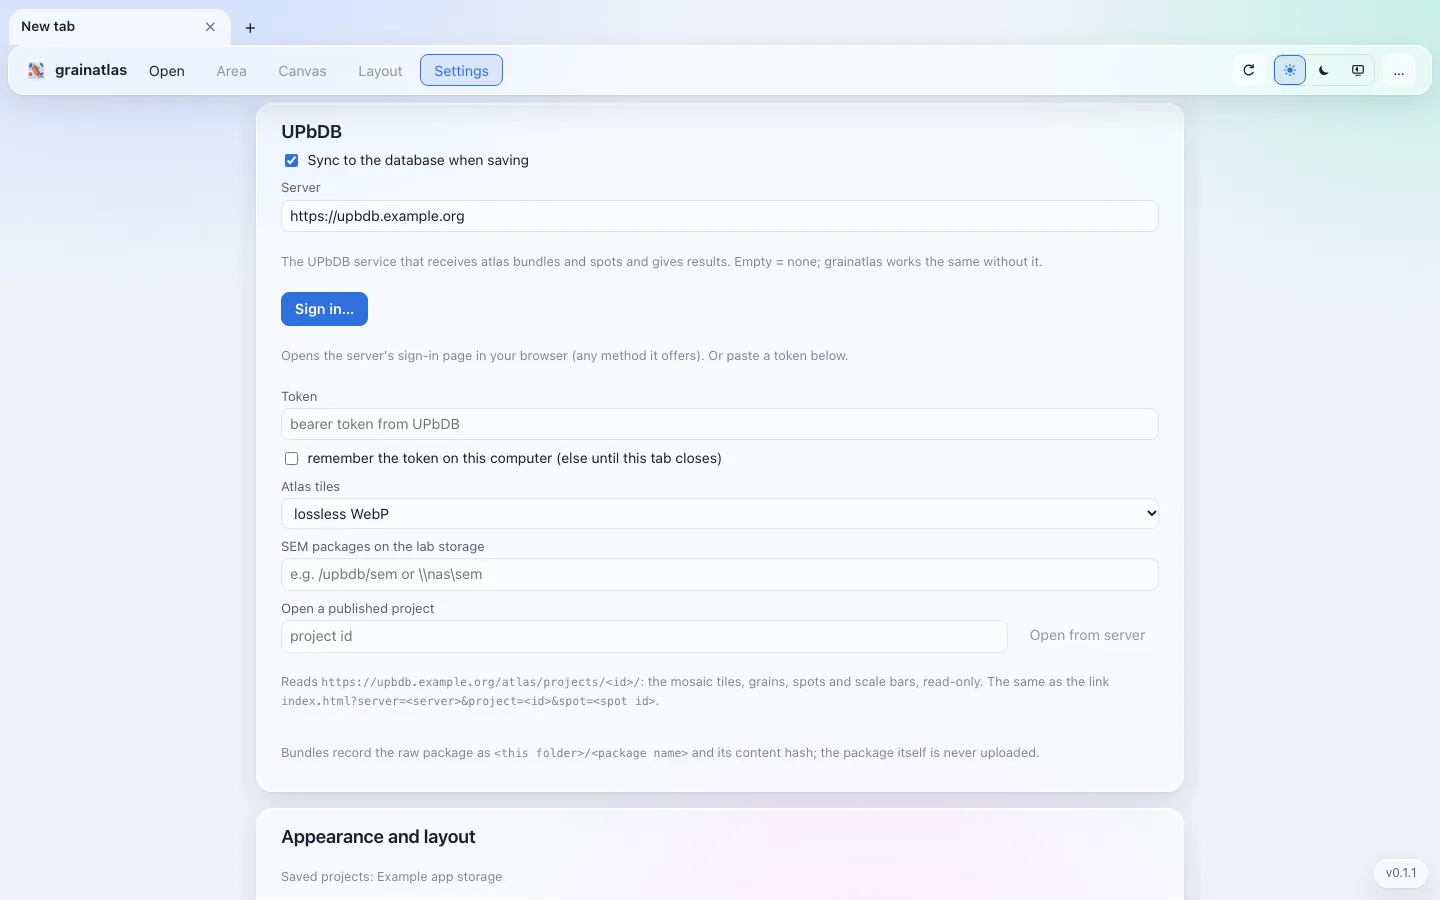 New tab
grainatlas Open Area Canvas Layout Settings ...
UPbDB
Sync to the database when saving
Server
https://upbdb.example.org
The UPbDB service that receives atlas bundles and spots and gives results. Empty = none; grainatlas works the same without it.
Sign in...
Opens the server's sign-in page in your browser (any method it offers). Or paste a token below.
Token
bearer token from UPbDB
remember the token on this computer (else until this tab closes)
Atlas tiles
lossless WebP
SEM packages on the lab storage
e.g. /upbdb/sem or \\nas\sem
Open a published project
project id Open from server
Reads https://upbdb.example.org/atlas/projects/<id>/: the mosaic tiles, grains, spots and scale bars, read-only. The same as the link
index.html?server=<server>&project=<id>&spot=<spot id>.
Bundles record the raw package as <this folder>/<package name> and its content hash; the package itself is never uploaded.
Appearance and layout
Saved projects: Example app storage
v0.1.1